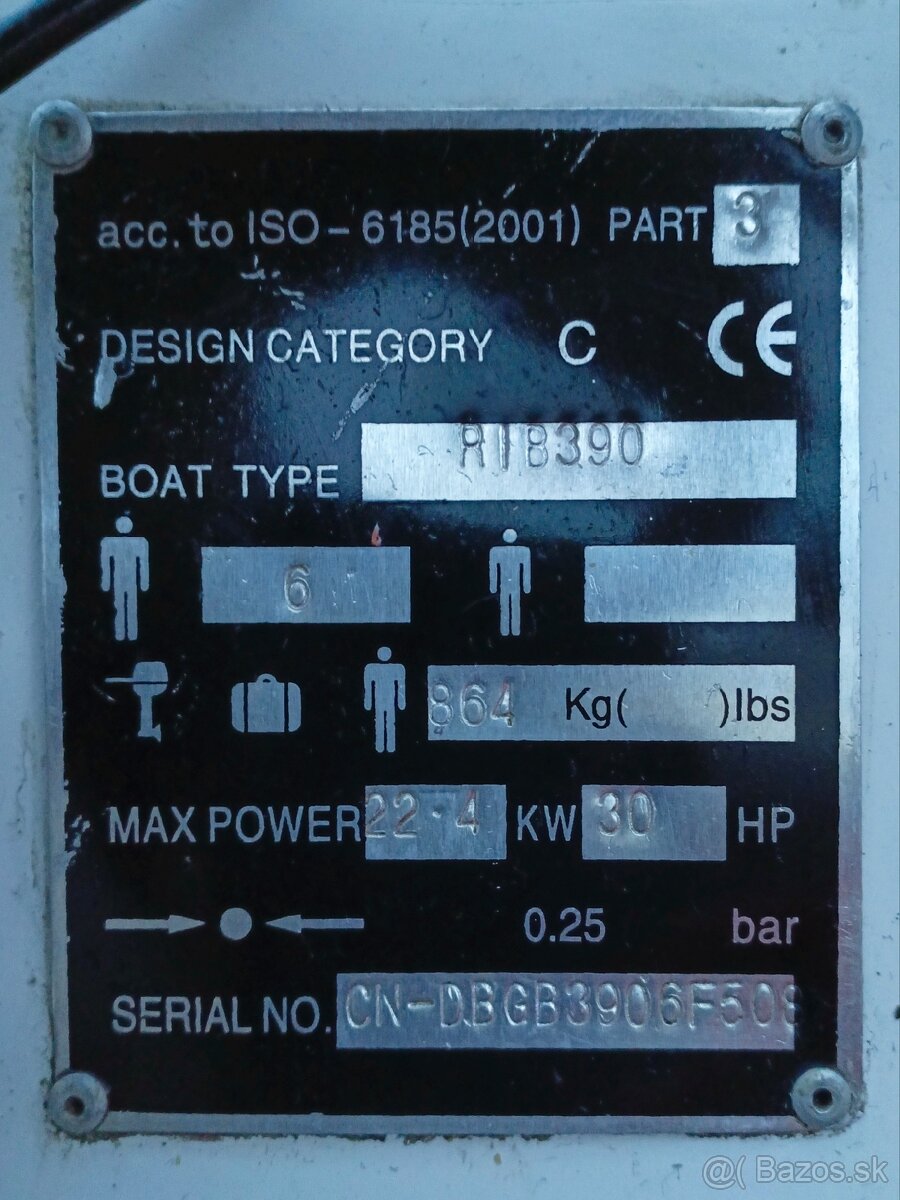 acc. to ISO – 6185(2001) PART 3
DESIGN CATEGORY C CE
BOAT TYPE RIB390
6
864 Kg( )lbs
MAX POWER 22.4 KW 30 HP
0.25 bar
SERIAL NO. CN-DBGB3906F508
@( Bazos.sk